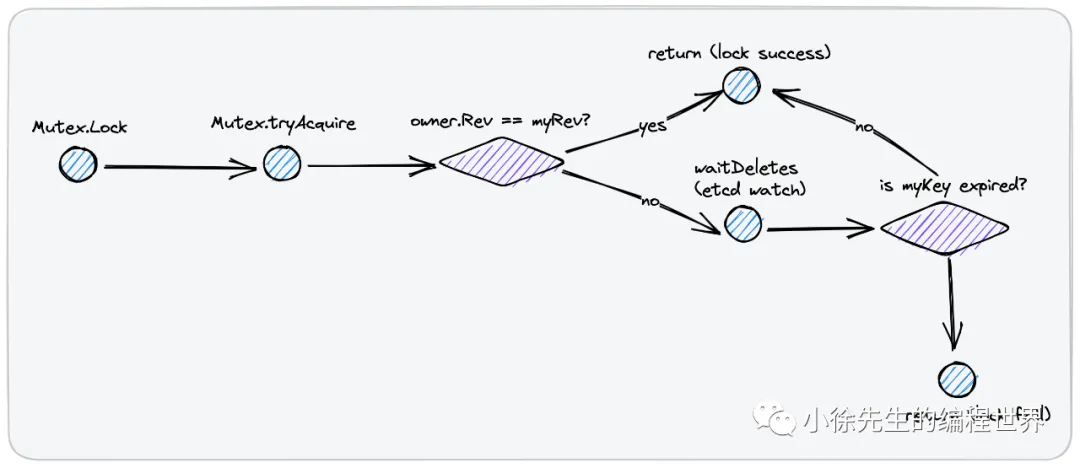 Mutex.Lock
Mutex.tryAcquire
owner.Rev == myRev?
return (lock success)
yes
no
waitDeletes
(etcd watch)
is myKey expired?
no
小徐先生的编程世界